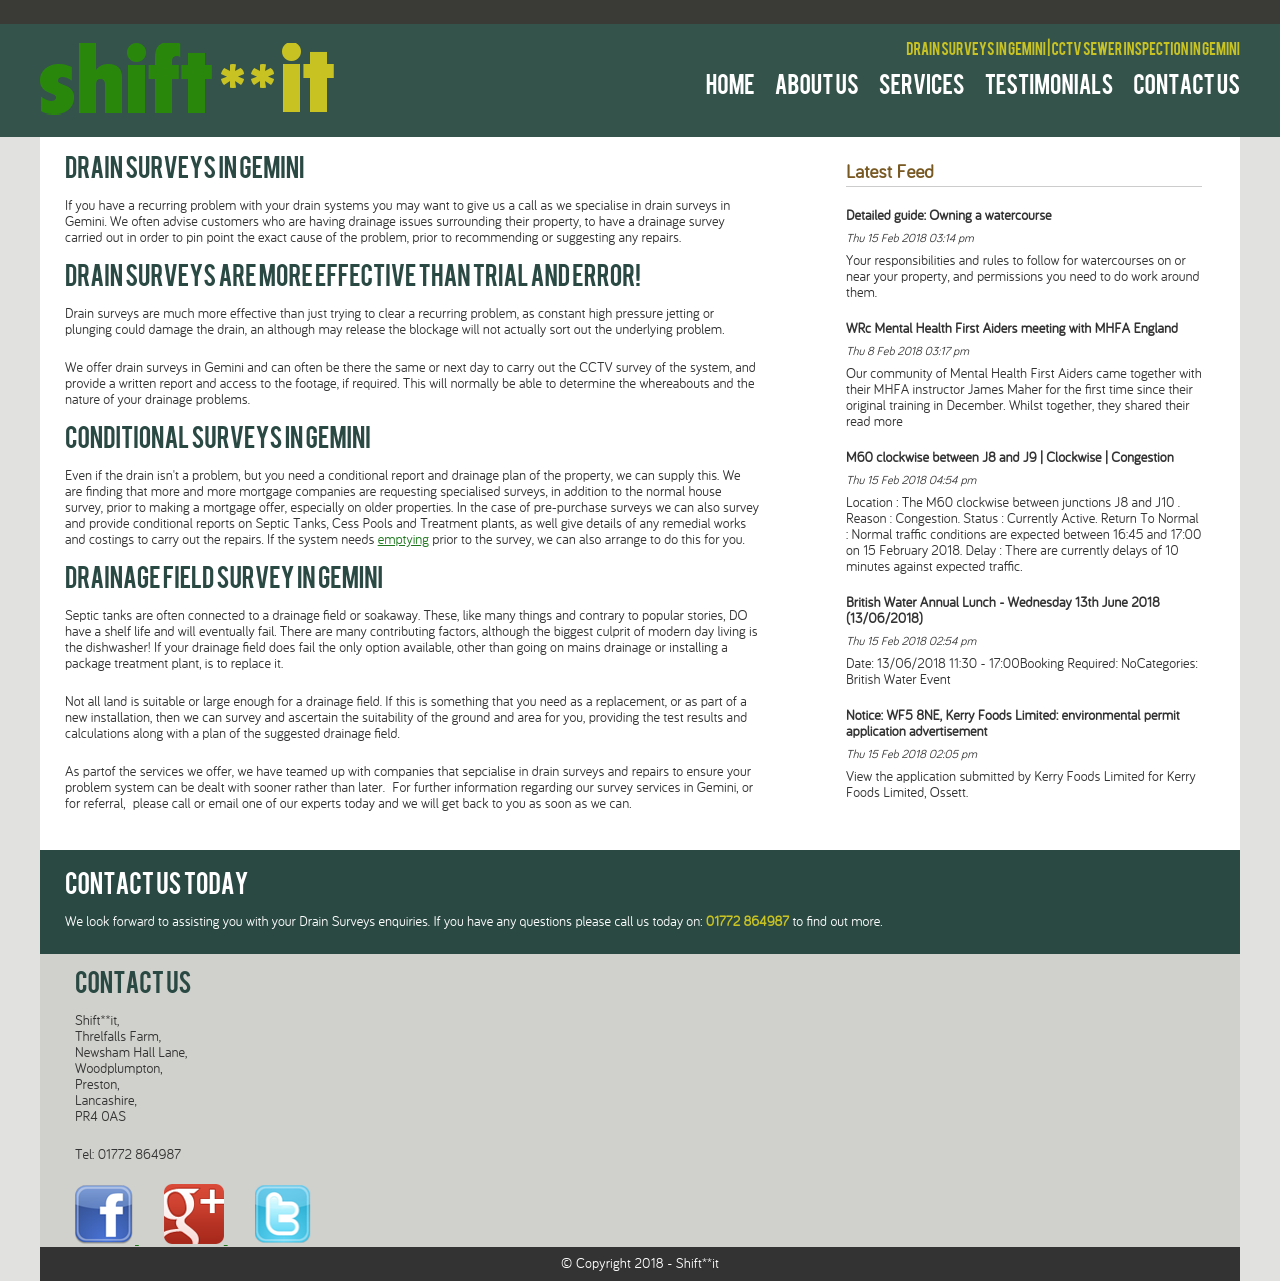 shift**it
DRAIN SURVEYS IN GEMINI | CCTV SEWER INSPECTION IN GEMINI
HOME ABOUT US SERVICES TESTIMONIALS CONTACT US
DRAIN SURVEYS IN GEMINI
If you have a recurring problem with your drain systems you may want to give us a call as we specialise in drain surveys in
Gemini. We often advise customers who are having drainage issues surrounding their property, to have a drainage survey
carried out in order to pin point the exact cause of the problem, prior to recommending or suggesting any repairs.
DRAIN SURVEYS ARE MORE EFFECTIVE THAN TRIAL AND ERROR!
Drain surveys are much more effective than just trying to clear a recurring problem, as constant high pressure jetting or
plunging could damage the drain, an although may release the blockage will not actually sort out the underlying problem.
We offer drain surveys in Gemini and can often be there the same or next day to carry out the CCTV survey of the system, and
provide a written report and access to the footage, if required. This will normally be able to determine the whereabouts and the
nature of your drainage problems.
CONDITIONAL SURVEYS IN GEMINI
Even if the drain isn't a problem, but you need a conditional report and drainage plan of the property, we can supply this. We
are finding that more and more mortgage companies are requesting specialised surveys, in addition to the normal house
survey, prior to making a mortgage offer, especially on older properties. In the case of pre-purchase surveys we can also survey
and provide conditional reports on Septic Tanks, Cess Pools and Treatment plants, as well give details of any remedial works
and costings to carry out the repairs. If the system needs emptying prior to the survey, we can also arrange to do this for you.
DRAINAGE FIELD SURVEY IN GEMINI
Septic tanks are often connected to a drainage field or soakaway. These, like many things and contrary to popular stories, DO
have a shelf life and will eventually fail. There are many contributing factors, although the biggest culprit of modern day living is
the dishwasher! If your drainage field does fail the only option available, other than going on mains drainage or installing a
package treatment plant, is to replace it.
Not all land is suitable or large enough for a drainage field. If this is something that you need as a replacement, or as part of a
new installation, then we can survey and ascertain the suitability of the ground and area for you, providing the test results and
calculations along with a plan of the suggested drainage field.
As partof the services we offer, we have teamed up with companies that sepcialise in drain surveys and repairs to ensure your
problem system can be dealt with sooner rather than later.  For further information regarding our survey services in Gemini, or
for referral,  please call or email one of our experts today and we will get back to you as soon as we can.
Latest Feed
Detailed guide: Owning a watercourse
Thu 15 Feb 2018 03:14 pm
Your responsibilities and rules to follow for watercourses on or
near your property, and permissions you need to do work around
them.
WRc Mental Health First Aiders meeting with MHFA England
Thu 8 Feb 2018 03:17 pm
Our community of Mental Health First Aiders came together with
their MHFA instructor James Maher for the first time since their
original training in December. Whilst together, they shared their
read more
M60 clockwise between J8 and J9 | Clockwise | Congestion
Thu 15 Feb 2018 04:54 pm
Location : The M60 clockwise between junctions J8 and J10 .
Reason : Congestion. Status : Currently Active. Return To Normal
: Normal traffic conditions are expected between 16:45 and 17:00
on 15 February 2018. Delay : There are currently delays of 10
minutes against expected traffic.
British Water Annual Lunch - Wednesday 13th June 2018
(13/06/2018)
Thu 15 Feb 2018 02:54 pm
Date: 13/06/2018 11:30 - 17:00Booking Required: NoCategories:
British Water Event
Notice: WF5 8NE, Kerry Foods Limited: environmental permit
application advertisement
Thu 15 Feb 2018 02:05 pm
View the application submitted by Kerry Foods Limited for Kerry
Foods Limited, Ossett.
CONTACT US TODAY
We look forward to assisting you with your Drain Surveys enquiries. If you have any questions please call us today on: 01772 864987 to find out more.
CONTACT US
Shift**it,
Threlfalls Farm,
Newsham Hall Lane,
Woodplumpton,
Preston,
Lancashire,
PR4 0AS
Tel: 01772 864987
f g+ t
© Copyright 2018 - Shift**it